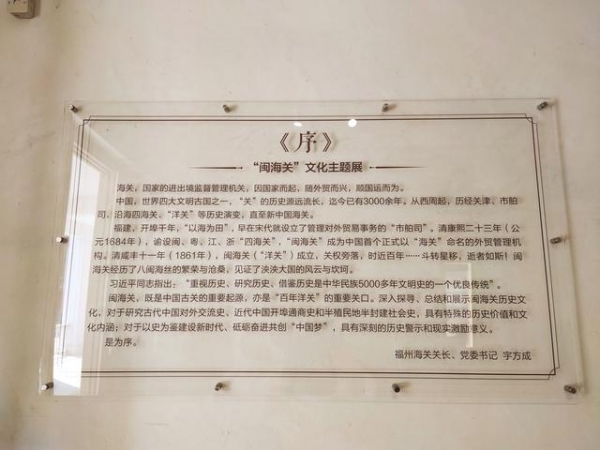 《序》
“闽海关”文化主题展
海关，国家的进出境监督管理机关，因国家而起，随外贸而兴，顺国运而为。
中国，世界四大文明古国之一，“关”的历史源远流长，迄今已有3000余年。从西周起，历经关津、市舶
司、沿海四海关、“洋关”等历史演变，直至新中国海关。
福建，开埠千年，“以海为田”，早在宋代就设立了管理对外贸易事务的“市舶司”。清康熙二十三年（公
元1684年），谕设闽、粤、江、浙“四海关”，“闽海关”成为中国首个正式以“海关”命名的外贸管理机
构。清咸丰十一年（1861年），闽海关（“洋关”）成立，关权旁落，时近百年……斗转星移，逝者如斯！闽
海关经历了八闽海丝的繁荣与沧桑，见证了泱泱大国的风云与坎坷。
习近平同志指出：“重视历史、研究历史、借鉴历史是中华民族5000多年文明史的一个优良传统”。
闽海关，既是中国古关的重要起源，亦是“百年洋关”的重要关口。深入探寻、总结和展示闽海关历史文
化，对于研究古代中国对外交流史、近代中国开埠通商史和半殖民地半封建社会史，具有特殊的历史价值和文
化内涵；对于以史为鉴建设新时代、砥砺奋进共创“中国梦”，具有深刻的历史警示和现实激励意义。
是为序。
福州海关关长、党委书记 宇方成